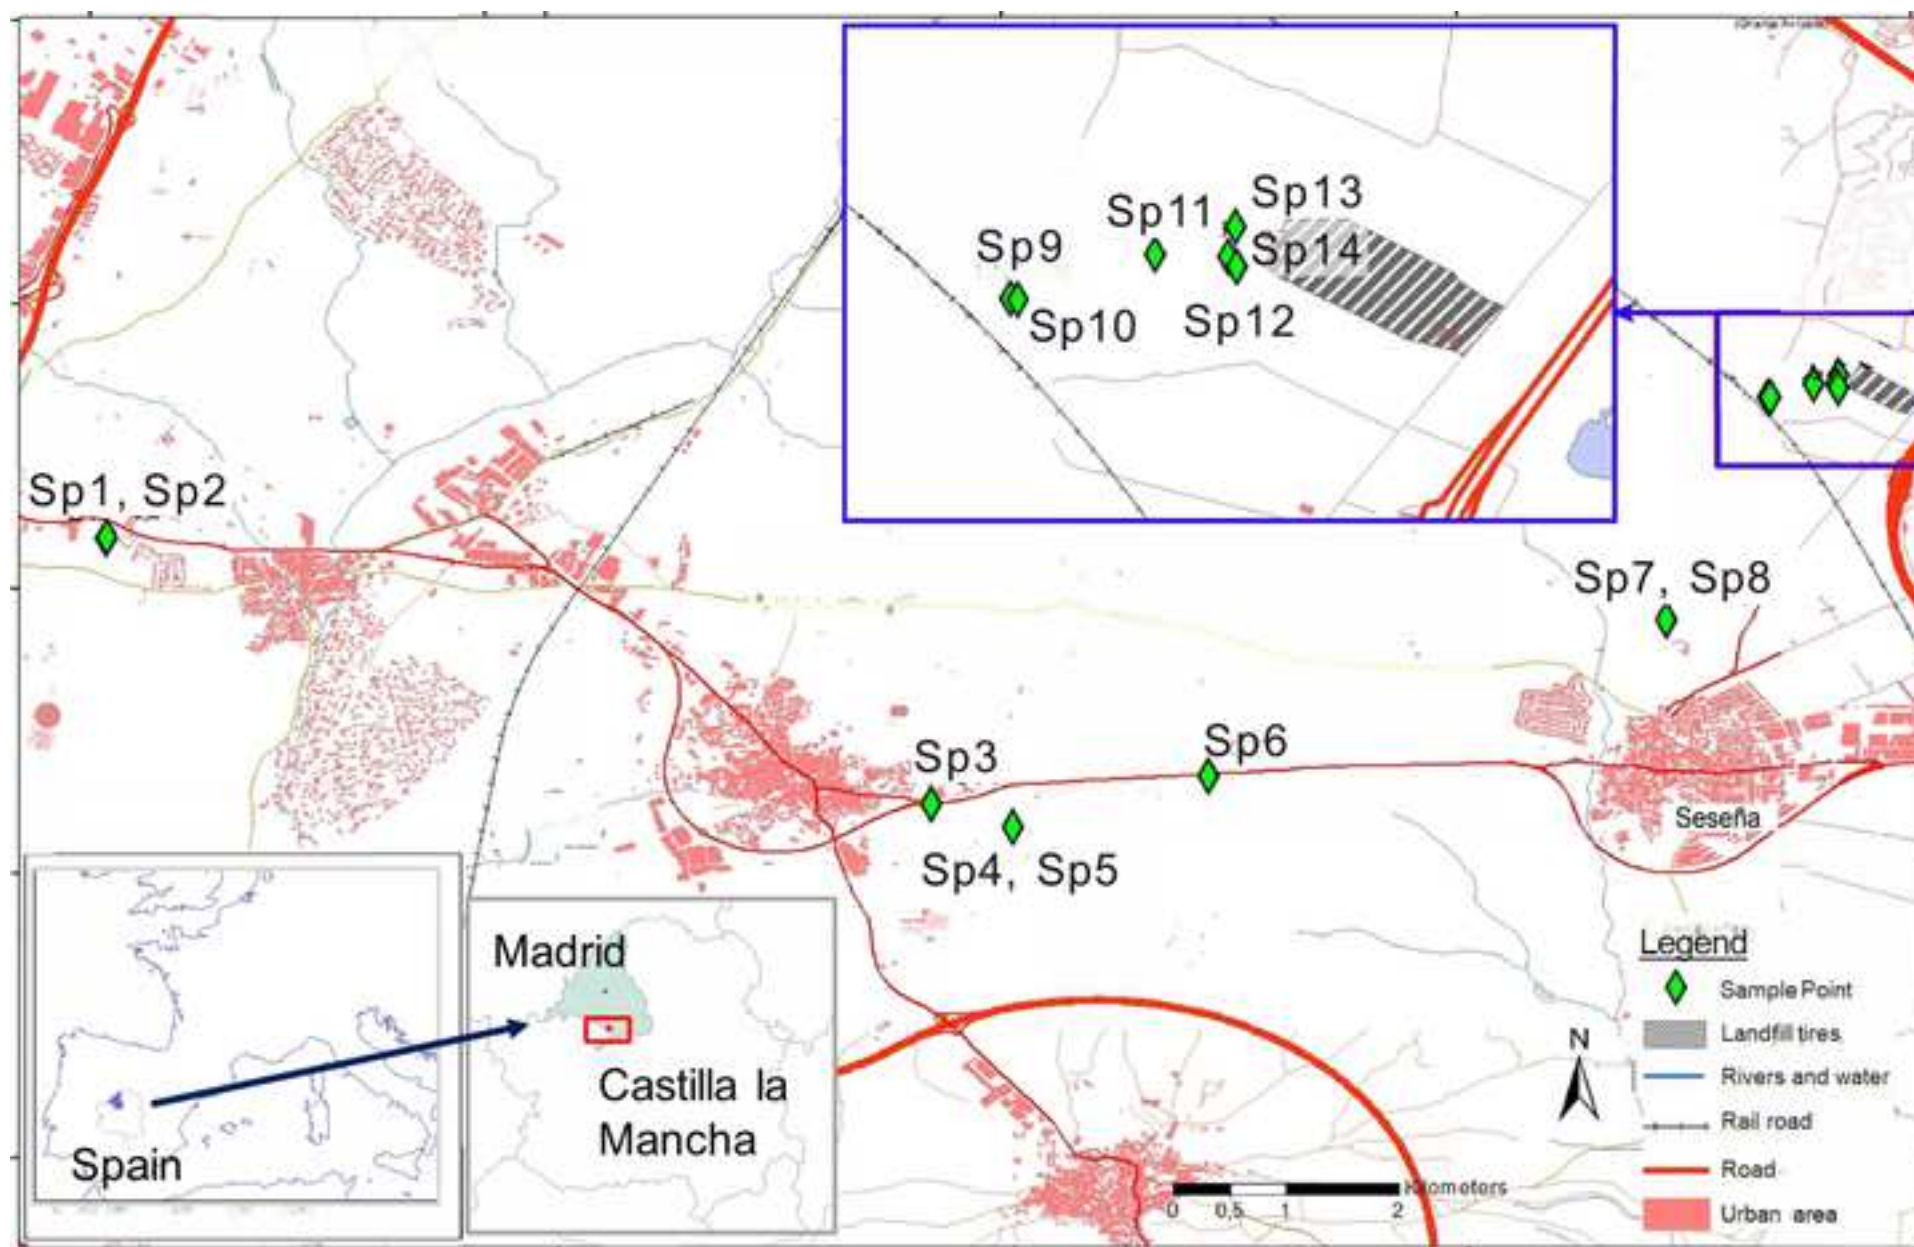 Sp13
Sp11
Sp9
Sp14
Sp10
Sp12
Sp1, Sp2
Sp7, Sp8
Sp3
Sp6
Seseña
Sp4, Sp5
Madrid
Castilla la
Mancha
Spain
N
Legend
Sample Point
Landfill tires
Rivers and water
Rail road
Road
Urban area
Kilometers
0 0,5 1 2